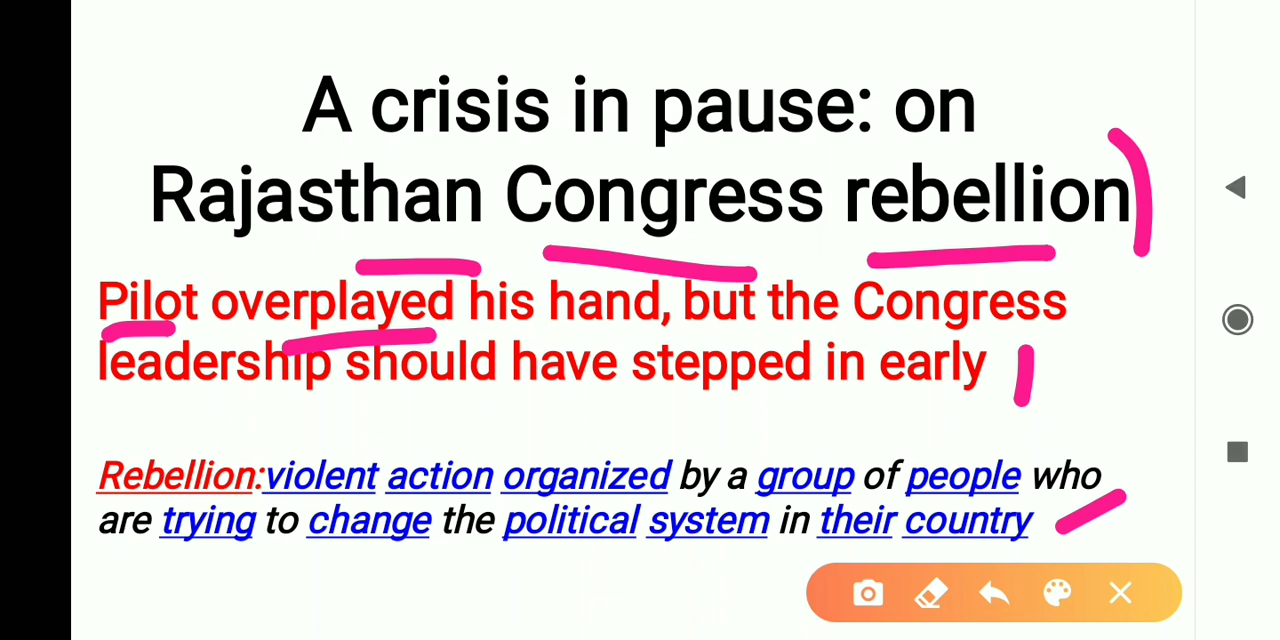 A crisis in pause: on
Rajasthan Congress rebellion
Pilot overplayed his hand, but the Congress
leadership should have stepped in early
Rebellion:violent action organized by a group of people who
are trying to change the political system in their country